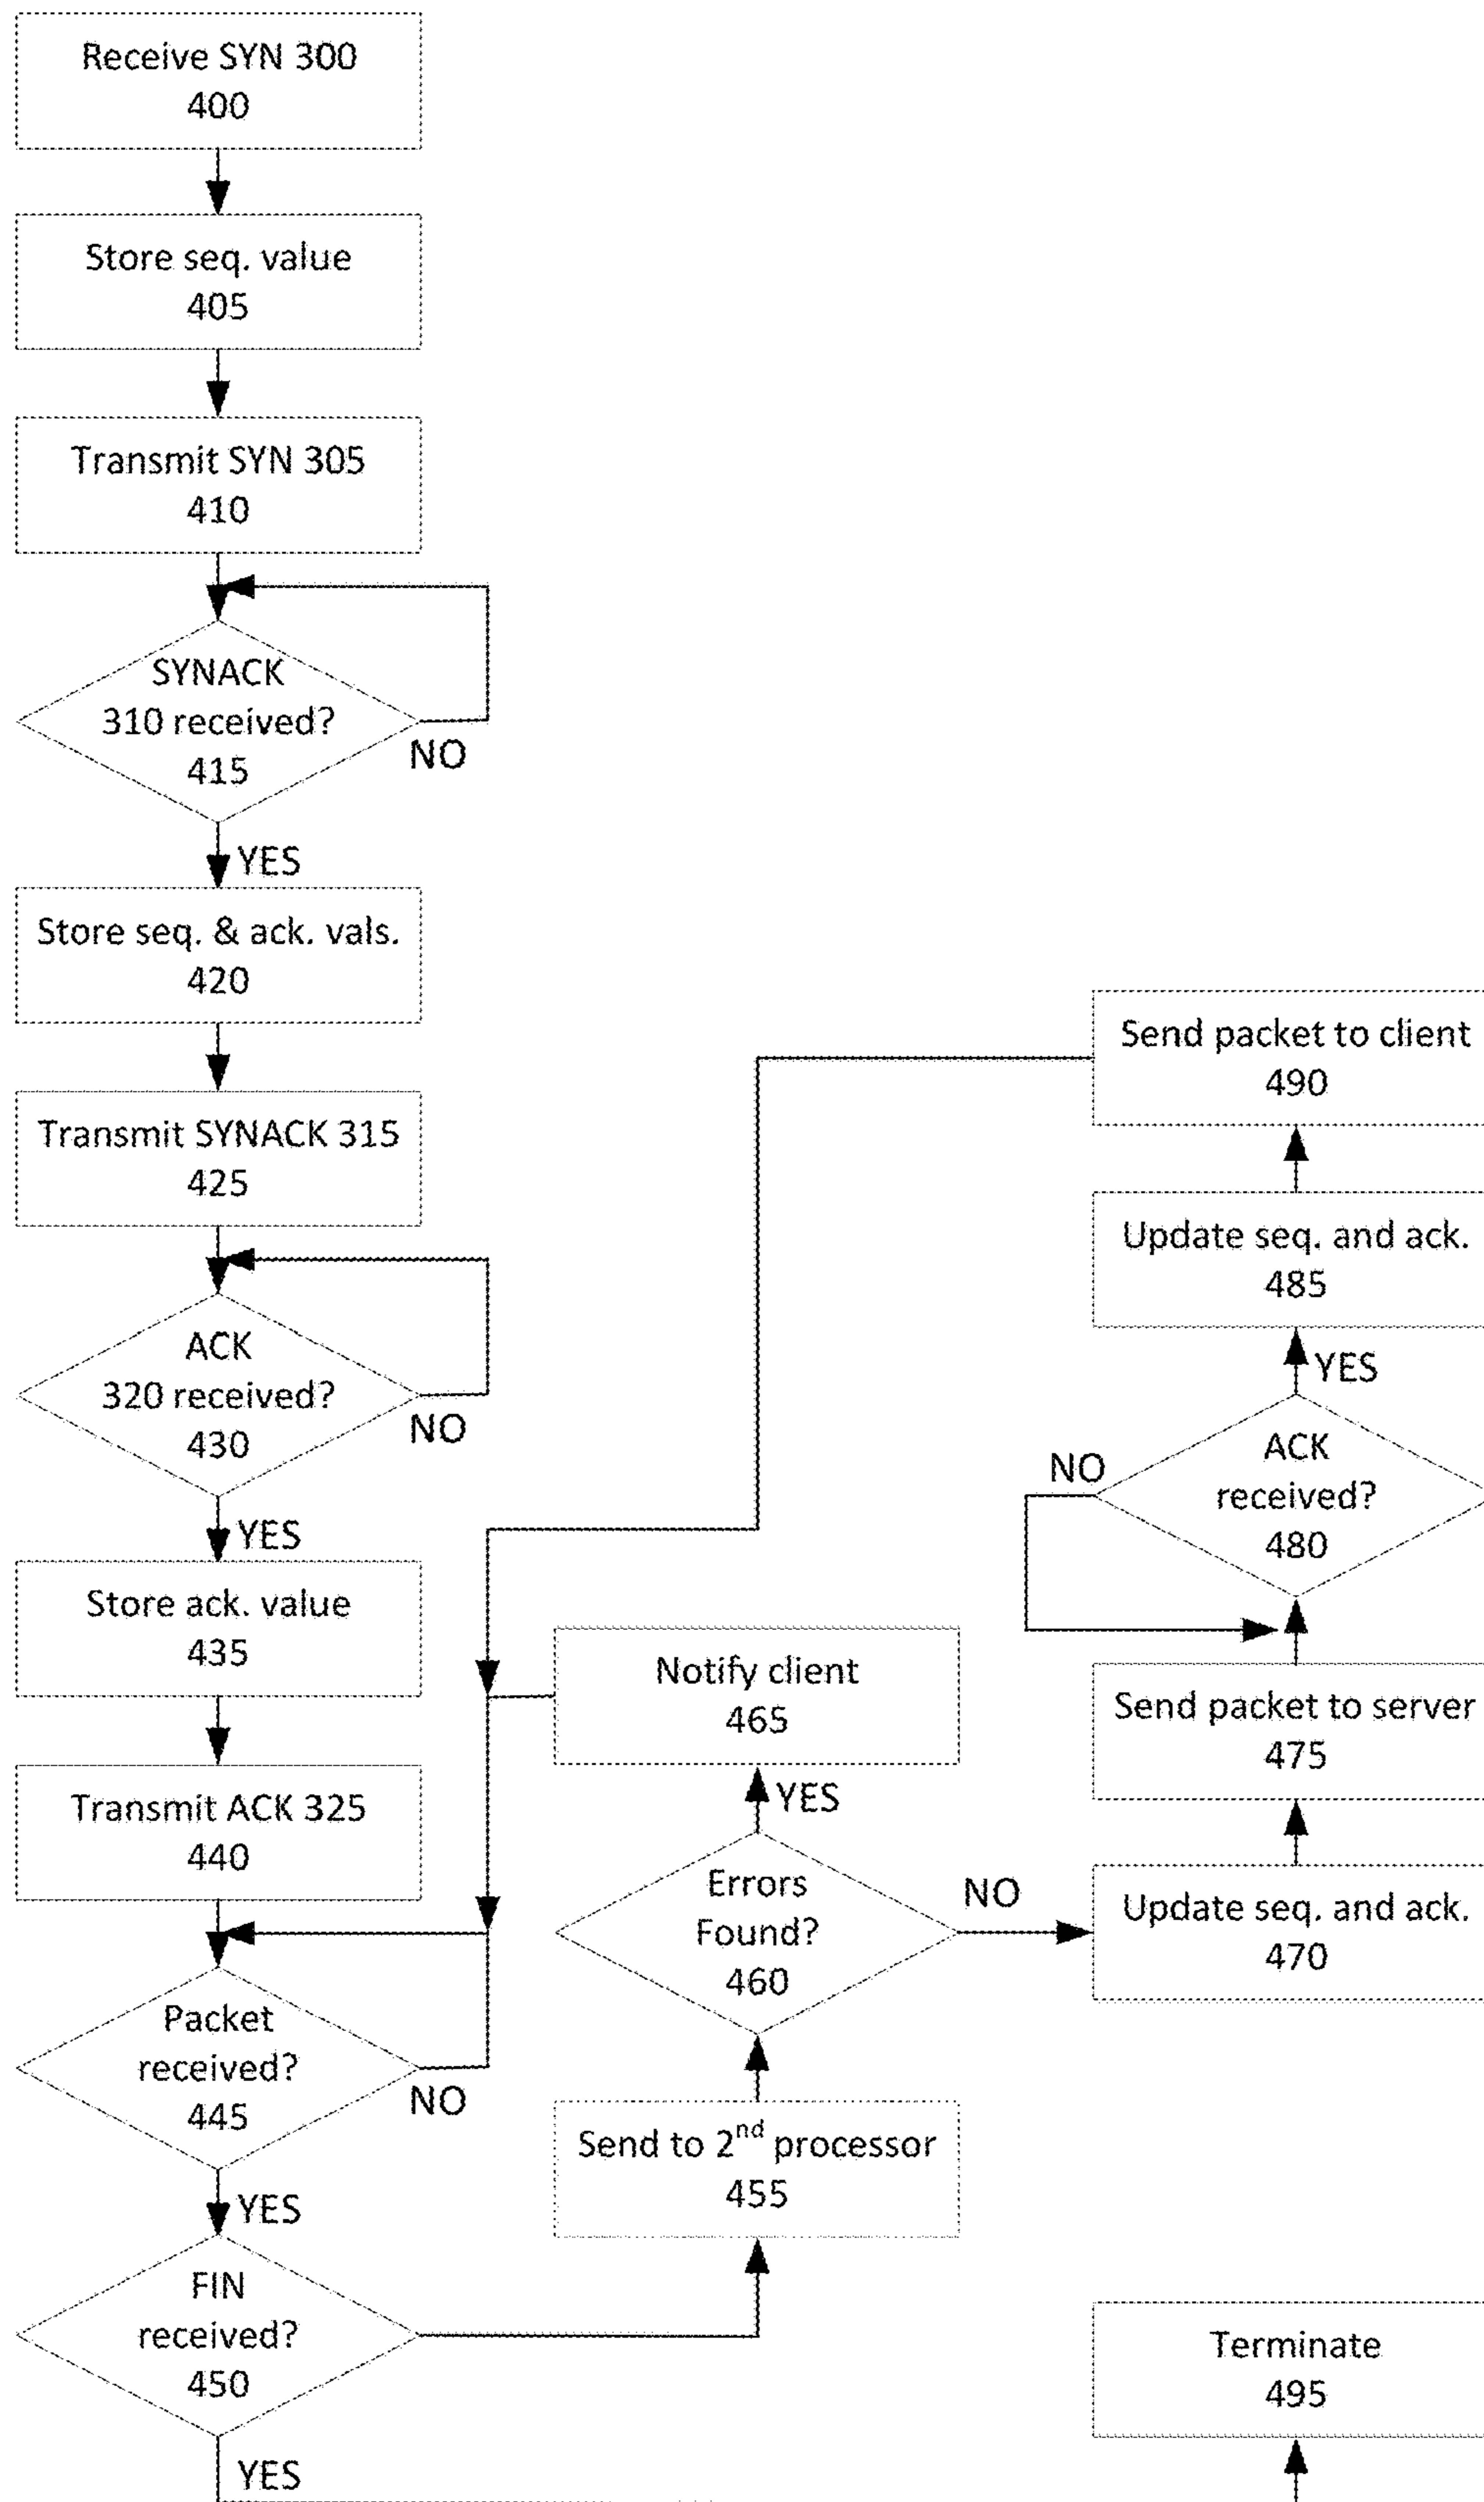 Receive SYN 300
400
Store seq. value
405
Transmit SYN 305
410
SYNACK
310 received?
415
NO
YES
Store seq. & ack. vals.
420
Transmit SYNACK 315
425
ACK
320 received?
430
NO
YES
Store ack. value
435
Transmit ACK 325
440
Packet
received?
445
NO
YES
FIN
received?
450
YES
Send to 2nd processor
455
Errors
Found?
460
YES
NO
Notify client
465
Update seq. and ack.
470
Send packet to server
475
ACK
received?
480
NO
YES
Update seq. and ack.
485
Send packet to client
490
Terminate
495